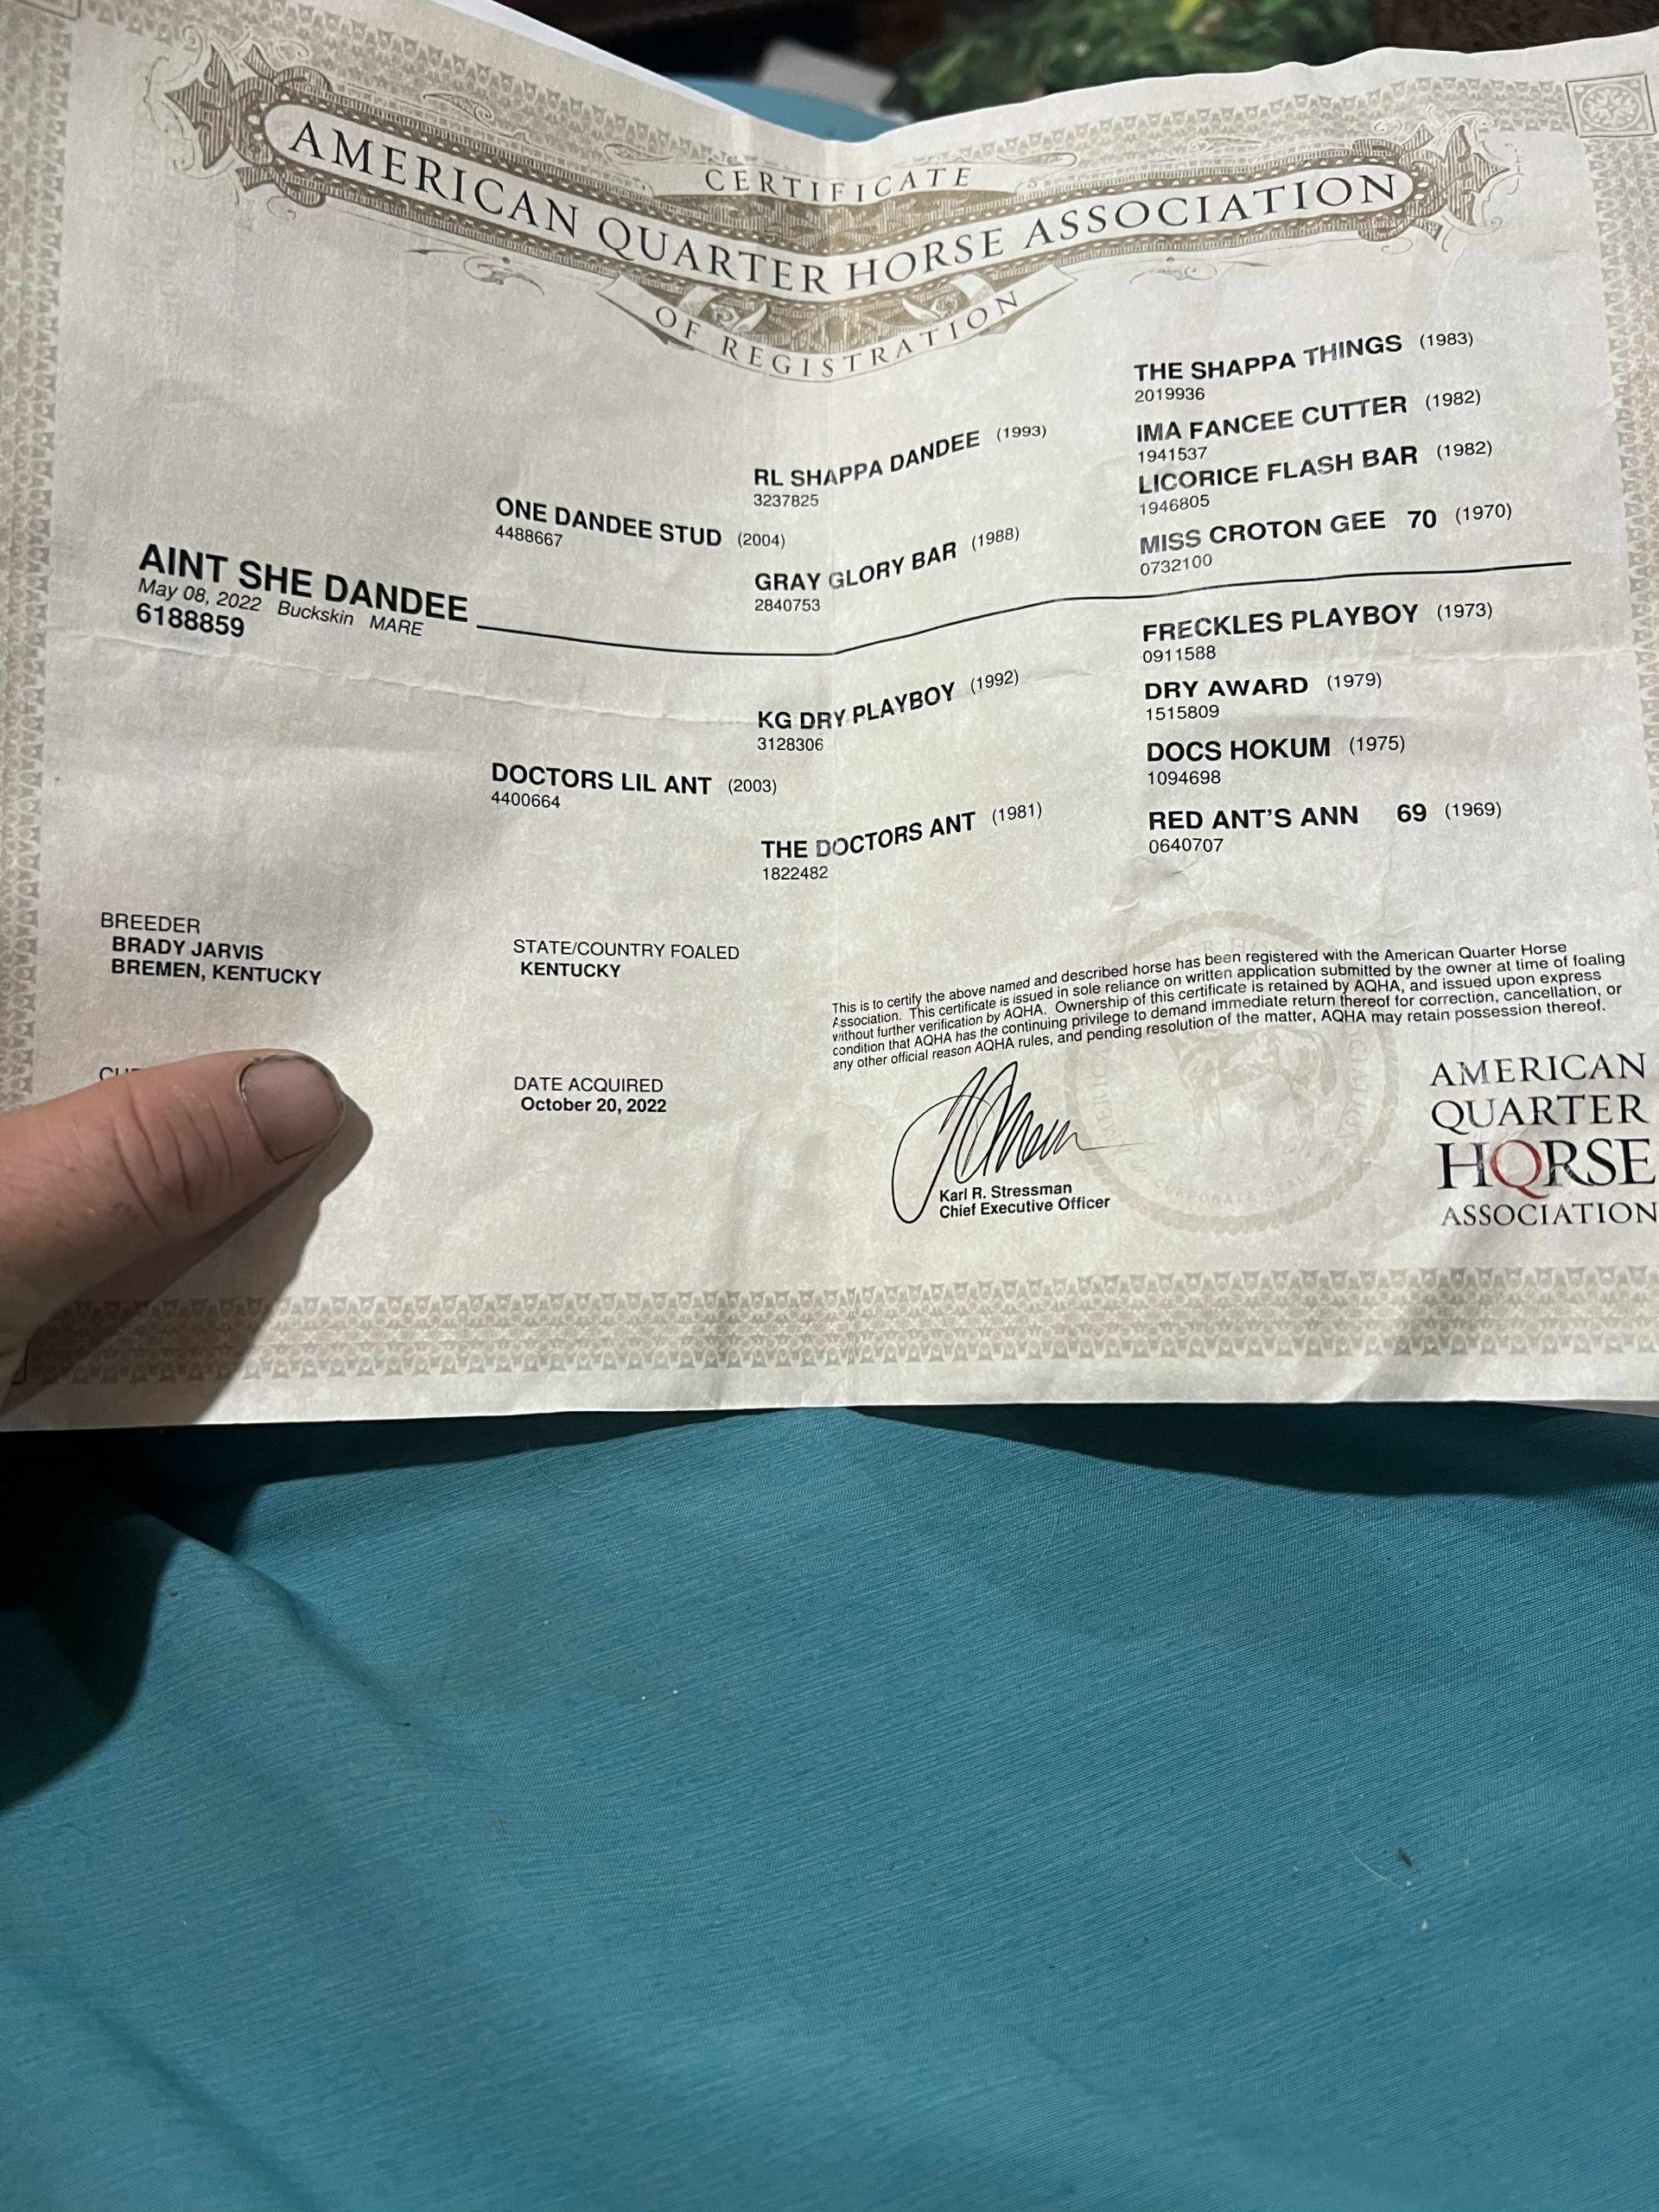 CERTIFICATE
AMERICAN QUARTER HORSE ASSOCIATION
OF REGISTRATION
THE SHAPPA THINGS (1983)
2019936
IMA FANCEE CUTTER (1982)
1941537
RL SHAPPA DANDEE (1993)
3237825
LICORICE FLASH BAR (1982)
1946805
MISS CROTON GEE 70 (1970)
0732100
ONE DANDEE STUD (2004)
4488667
GRAY GLORY BAR (1988)
2840753
AINT SHE DANDEE
May 08, 2022 Buckskin MARE
6188859
FRECKLES PLAYBOY (1973)
0911588
DRY AWARD (1979)
1515809
KG DRY PLAYBOY (1992)
3128306
DOCS HOKUM (1975)
1094698
DOCTORS LIL ANT (2003)
4400664
THE DOCTORS ANT (1981)
1822482
RED ANT'S ANN 69 (1969)
0640707
BREEDER
BRADY JARVIS
BREMEN, KENTUCKY
STATE/COUNTRY FOALED
KENTUCKY
This is to certify the above named and described horse has been registered with the American Quarter Horse
Association. This certificate is issued in sole reliance on written application submitted by the owner at time of foaling
without further verification by AQHA. Ownership of this certificate is retained by AQHA, and issued upon express
condition that AQHA has the continuing privilege to demand immediate return thereof for correction, cancellation, or
any other official reason AQHA rules, and pending resolution of the matter, AQHA may retain possession thereof.
DATE ACQUIRED
October 20, 2022
Karl R. Stressman
Chief Executive Officer
CORPORATE SEAL
AMERICAN
QUARTER
HORSE
ASSOCIATION